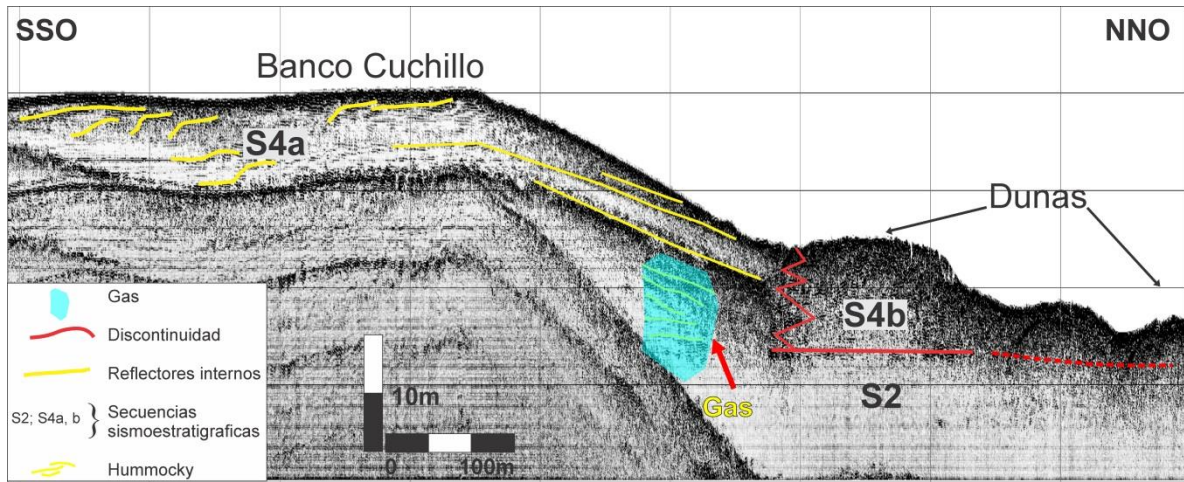 SSO
NNO
Banco Cuchillo
S4a
Dunas
S4b
S2
Gas
10m
0 100m
Gas
Discontinuidad
Reflectores internos
S2; S4a, b } Secuencias
sismoestratigraficas
Hummocky